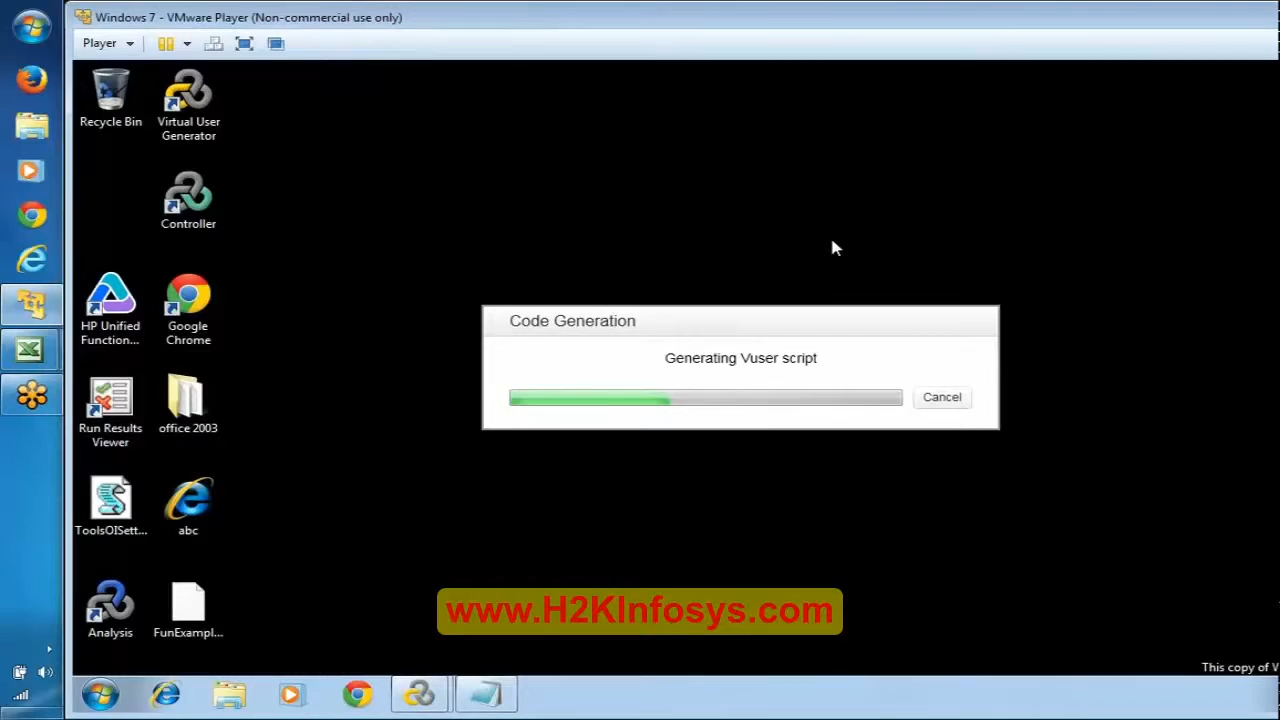 Windows 7 - VMware Player (Non-commercial use only)
Player
Recycle Bin
Virtual User
Generator
Controller
HP Unified
Function...
Google
Chrome
Run Results
Viewer
office 2003
ToolsOISett...
abc
Analysis
FunExampl...
Code Generation
Generating Vuser script
Cancel
www.H2KInfosys.com
This copy of W